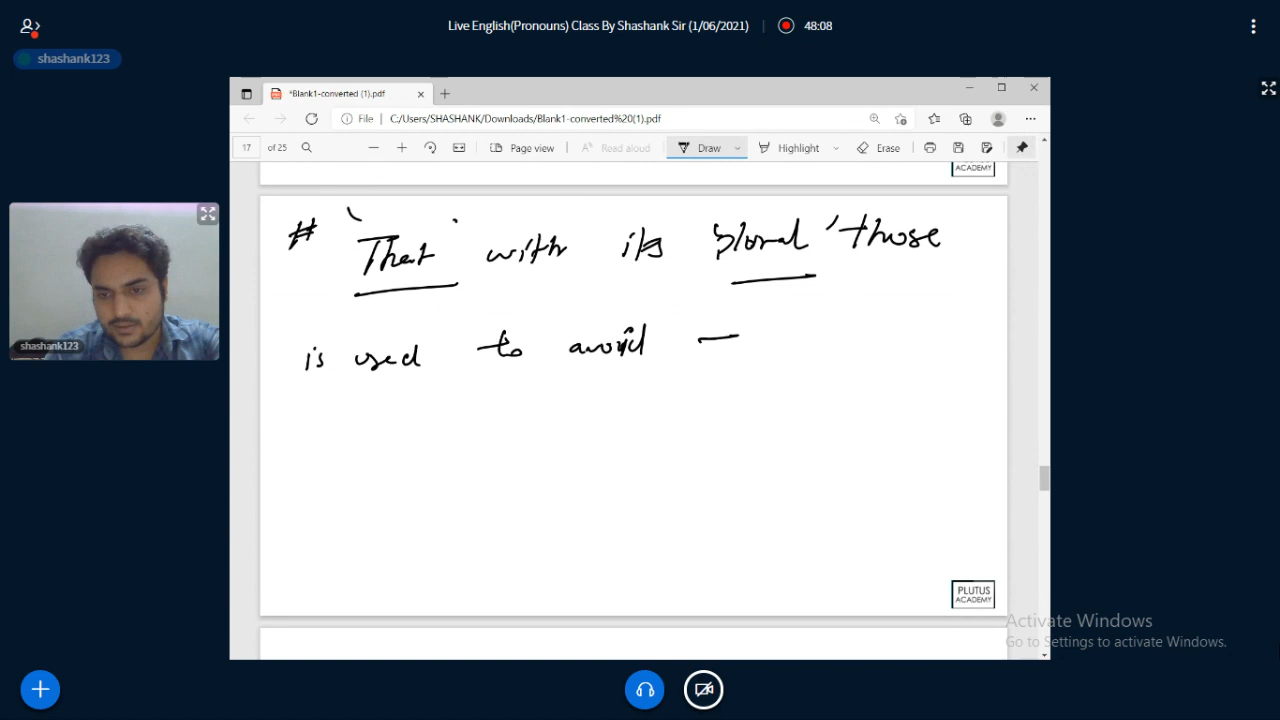 Live English(Pronouns) Class By Shashank Sir (1/06/2021)
48:08
shashank123
*Blank1-converted (1).pdf
File
C:/Users/SHASHANK/Downloads/Blank1-converted%20(1).pdf
17 of 25
Page view
Read aloud
Draw
Highlight
Erase
ACADEMY
# 'That' with its plural 'those
is used to avoid
shashank123
PLUTUS
ACADEMY
Activate Windows
Go to Settings to activate Windows.